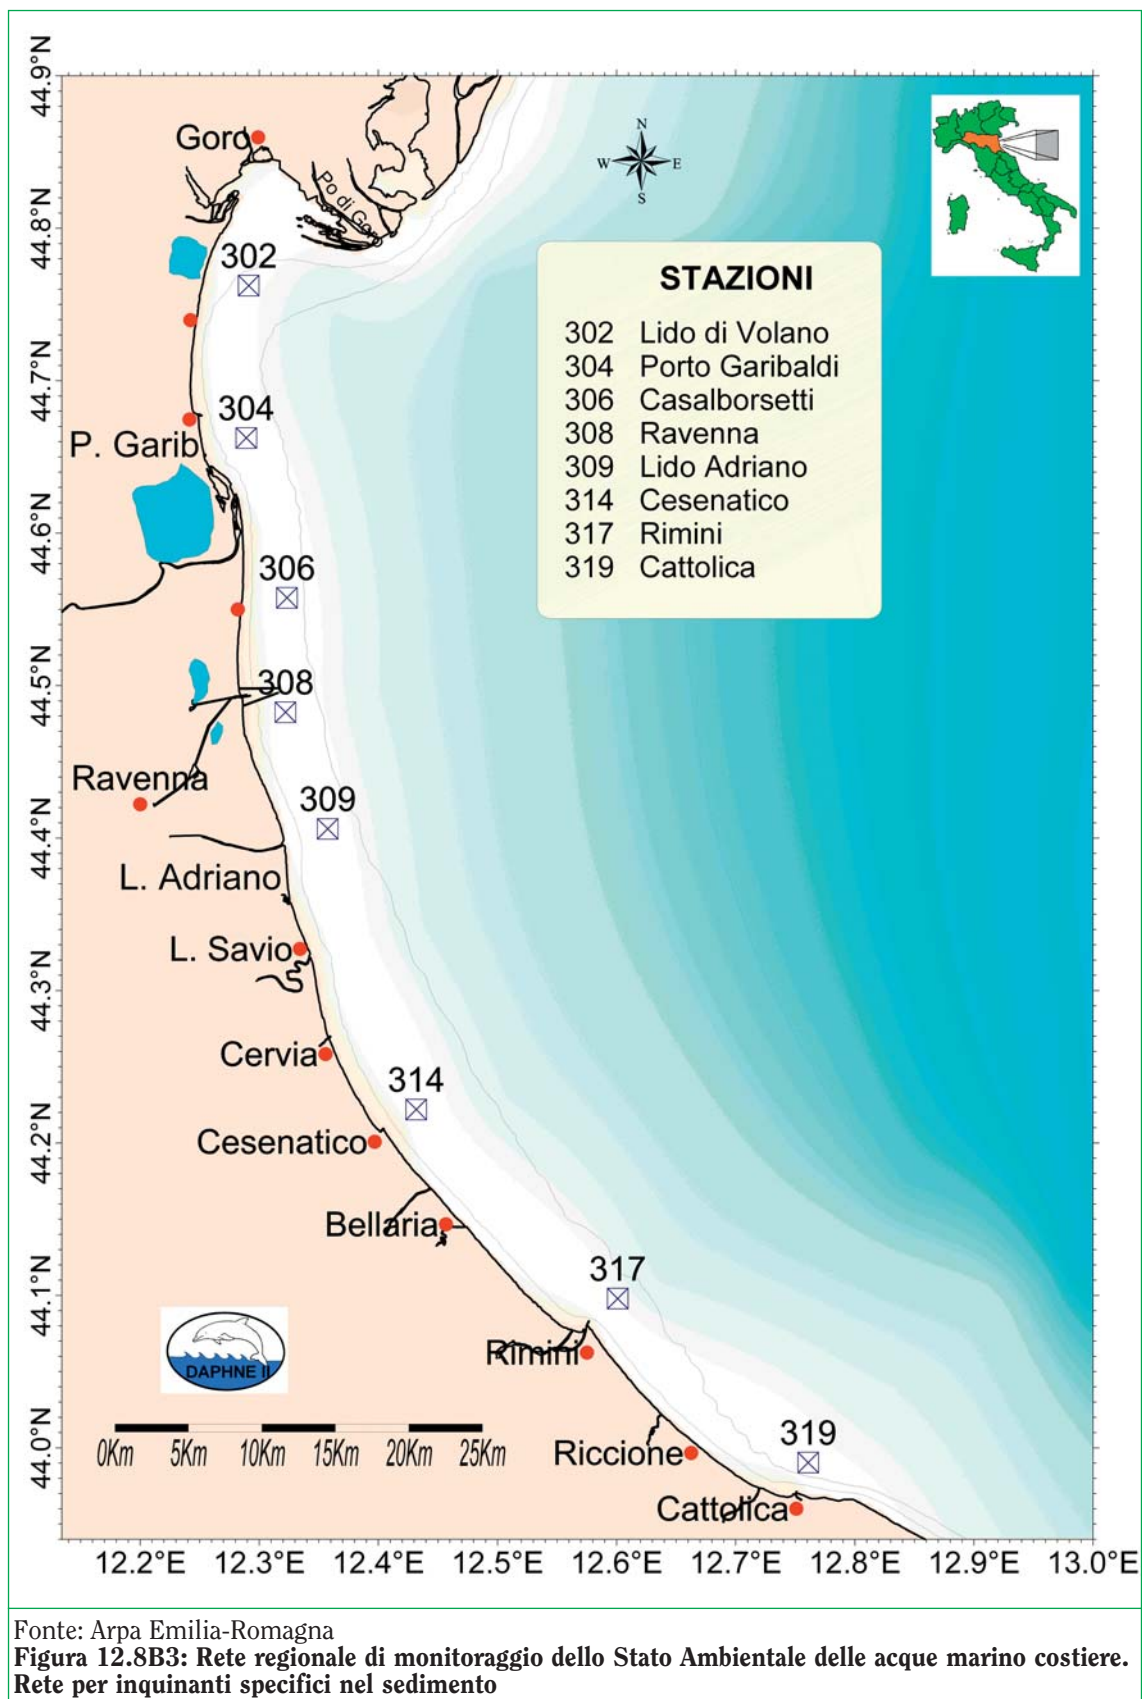 44.9°N
44.8°N
44.7°N
44.6°N
44.5°N
44.4°N
44.3°N
44.2°N
44.1°N
44.0°N
Goro
Po di Goro
N
W E
S
302
304
P. Garib.
306
308
Ravenna
309
L. Adriano
L. Savio
Cervia
314
Cesenatico
Bellaria
317
Rimini
319
Riccione
Cattolica
STAZIONI
302 Lido di Volano
304 Porto Garibaldi
306 Casalborsetti
308 Ravenna
309 Lido Adriano
314 Cesenatico
317 Rimini
319 Cattolica
DAPHNE II
0Km 5Km 10Km 15Km 20Km 25Km
12.2°E 12.3°E 12.4°E 12.5°E 12.6°E 12.7°E 12.8°E 12.9°E 13.0°E
Fonte: Arpa Emilia-Romagna
Figura 12.8B3: Rete regionale di monitoraggio dello Stato Ambientale delle acque marino costiere.
Rete per inquinanti specifici nel sedimento